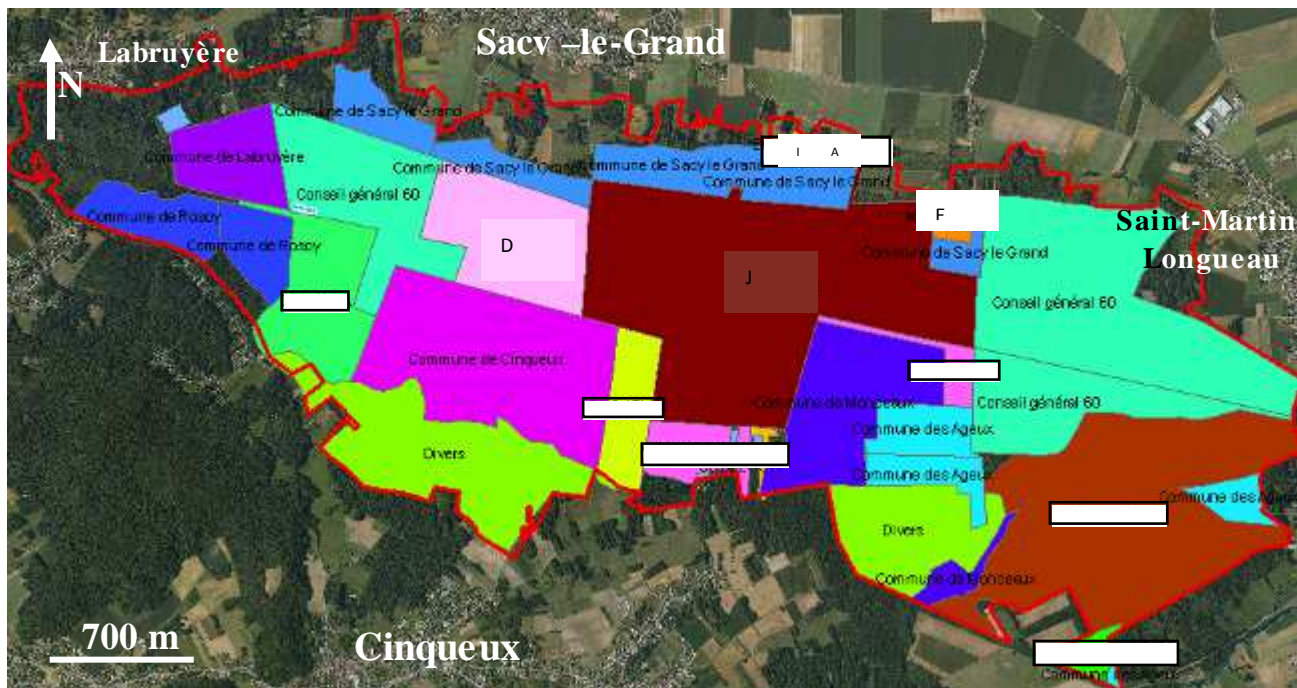 Labruyère
Sacy –le-Grand
N
Commune de Sacy le Grand
I A
Commune de Labruyère
Commune de Sacy le Grand
Commune de Sacy le Grand
Commune de Sacy le Grand
Conseil général 60
Commune de Rosoy
Commune de Rosoy
F
Saint-Martin
Longueau
D
Commune de Sacy le Grand
J
Conseil général 60
Commune de Cinqueux
Commune de Monceaux
Conseil général 60
Commune des Ageux
Divers
Commune des Ageux
Commune des Ageux
Divers
Commune de Monceaux
700 m
Cinqueux